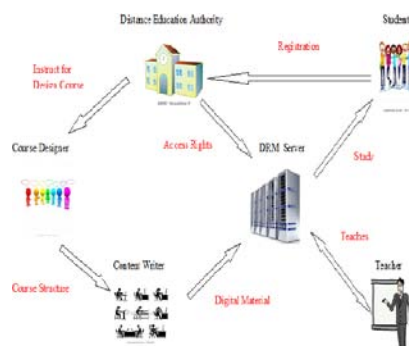 Distance Education Authority
Student
Registration
Instruct for
Design Course
Course Designer
Access Rights
DRM Server
Study
Content Writer
Teaches
Course Structure
Digital Material
Teacher